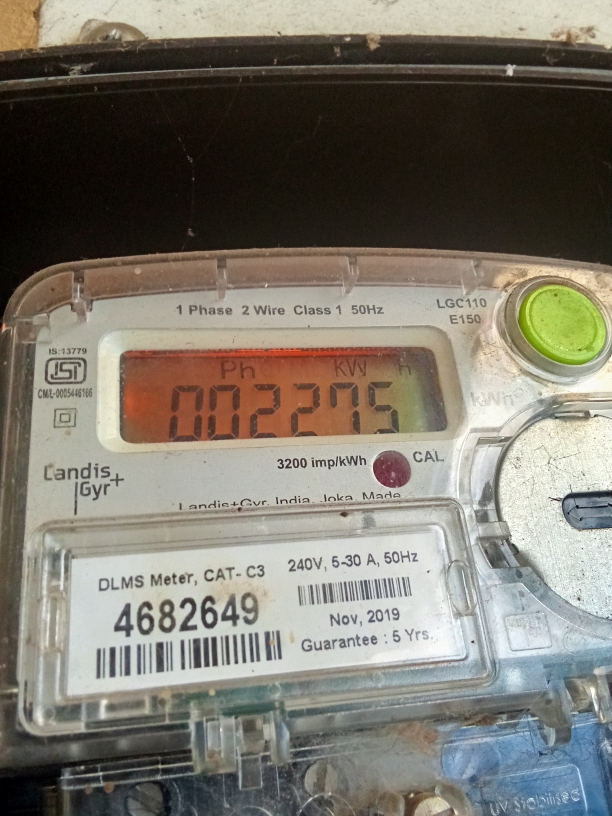 1 Phase 2 Wire Class 1 50Hz
LGC110
E150
IS:13779
ISI
CM/L-0005446166
Ph KW h
002275
kWh
3200 imp/kWh
CAL
Landis+
Gyr
Landis+Gyr, India, Joka, Made
DLMS Meter, CAT- C3
4682649
240V, 5-30 A, 50Hz
Nov, 2019
Guarantee : 5 Yrs.
UV Stabilised